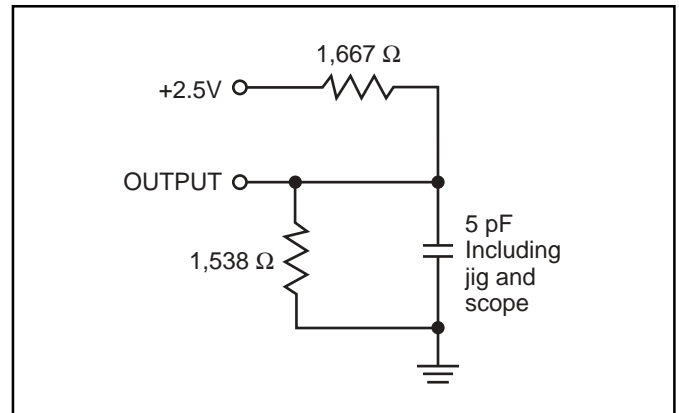 1,667 Ω
+2.5V
OUTPUT
1,538 Ω
5 pF
Including
jig and
scope